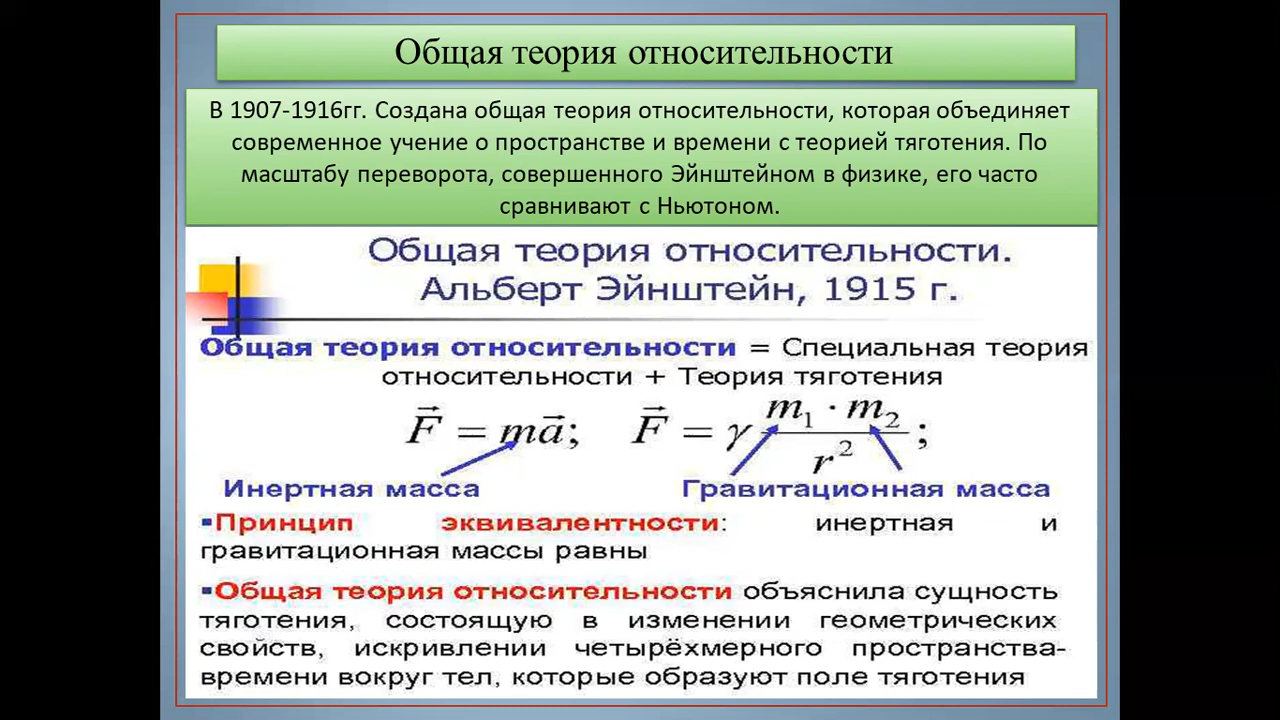 Общая теория относительности
В 1907-1916гг. Создана общая теория относительности, которая объединяет
современное учение о пространстве и времени с теорией тяготения. По
масштабу переворота, совершенного Эйнштейном в физике, его часто
сравнивают с Ньютоном.
Общая теория относительности.
Альберт Эйнштейн, 1915 г.
Общая теория относительности = Специальная теория
относительности + Теория тяготения
F⃗ = ma⃗; F⃗ = γ (m₁ · m₂) / r²;
Инертная масса Гравитационная масса
▪Принцип эквивалентности: инертная и
гравитационная массы равны
▪Общая теория относительности объяснила сущность
тяготения, состоящую в изменении геометрических
свойств, искривлении четырёхмерного пространства-
времени вокруг тел, которые образуют поле тяготения